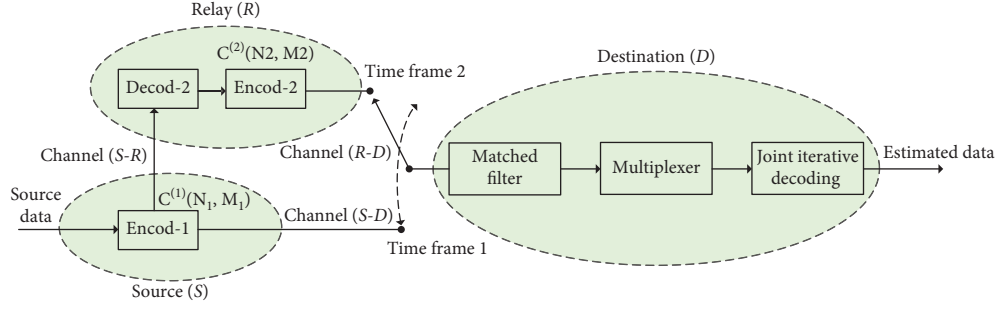 Relay (R)
C(2)(N2, M2)
Decod-2
Encod-2
Time frame 2
Destination (D)
Channel (S-R)
Channel (R-D)
Matched
filter
Multiplexer
Joint iterative
decoding
Estimated data
Source
data
C(1)(N1, M1)
Encod-1
Channel (S-D)
Time frame 1
Source (S)